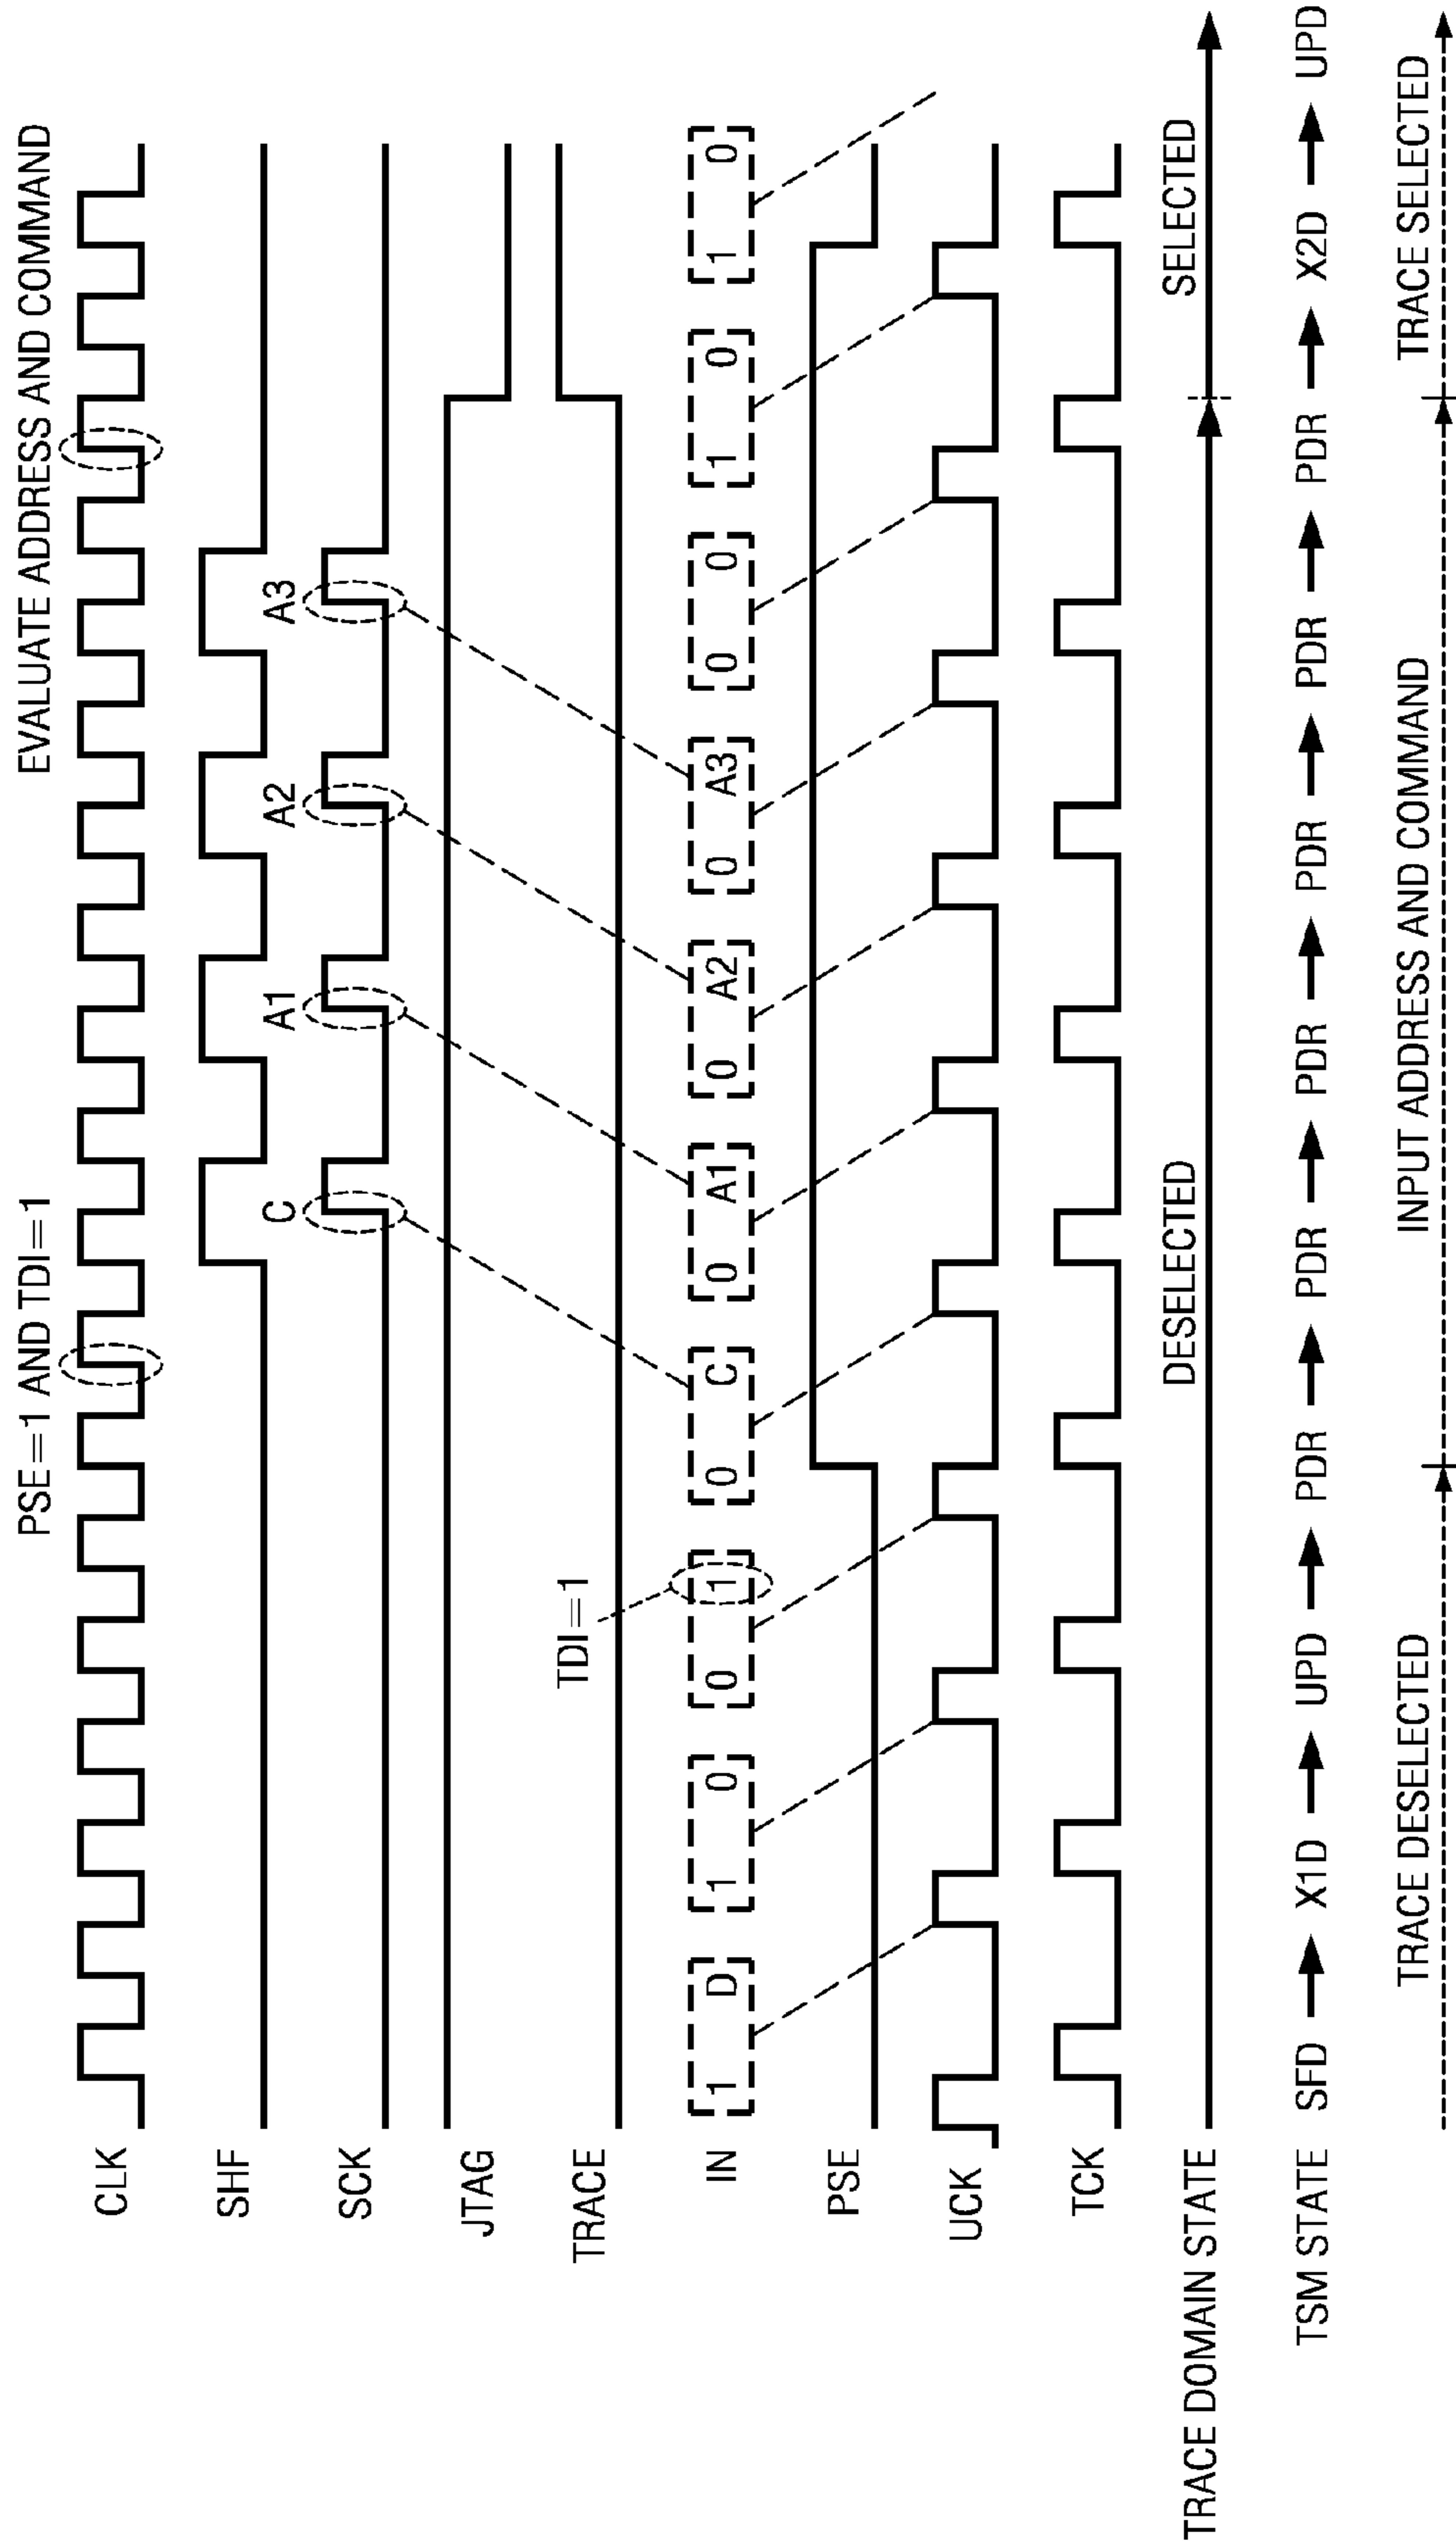 PSE=1 AND TDI=1 EVALUATE ADDRESS AND COMMAND
CLK
SHF
C A1 A2 A3
SCK
JTAG
TDI=1
TRACE
IN 1 D 1 0 0 1 0 C 0 A1 0 A2 0 A3 0 0 1 0 1 0
PSE
UCK
TCK
DESELECTED SELECTED
TRACE DOMAIN STATE
TSM STATE SFD X1D UPD PDR PDR PDR PDR PDR PDR X2D UPD
TRACE DESELECTED INPUT ADDRESS AND COMMAND TRACE SELECTED